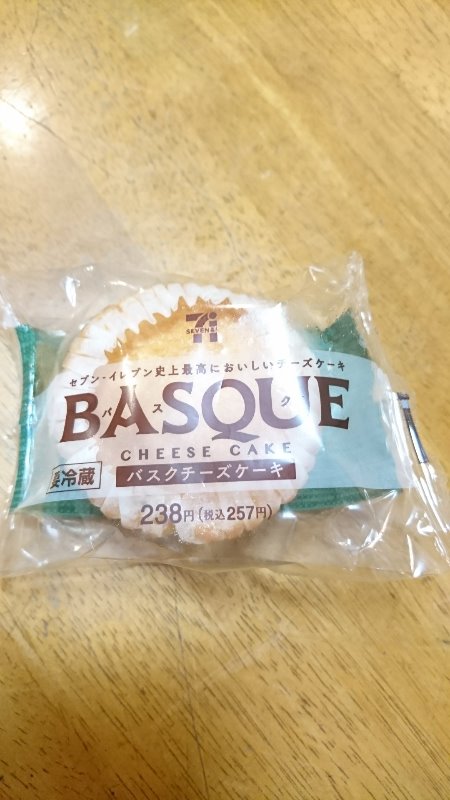 7i
SEVEN&i
セブン-イレブン史上最高においしいチーズケーキ
BASQUE
バスク
CHEESE CAKE
要冷蔵
バスクチーズケーキ
238円(税込257円)